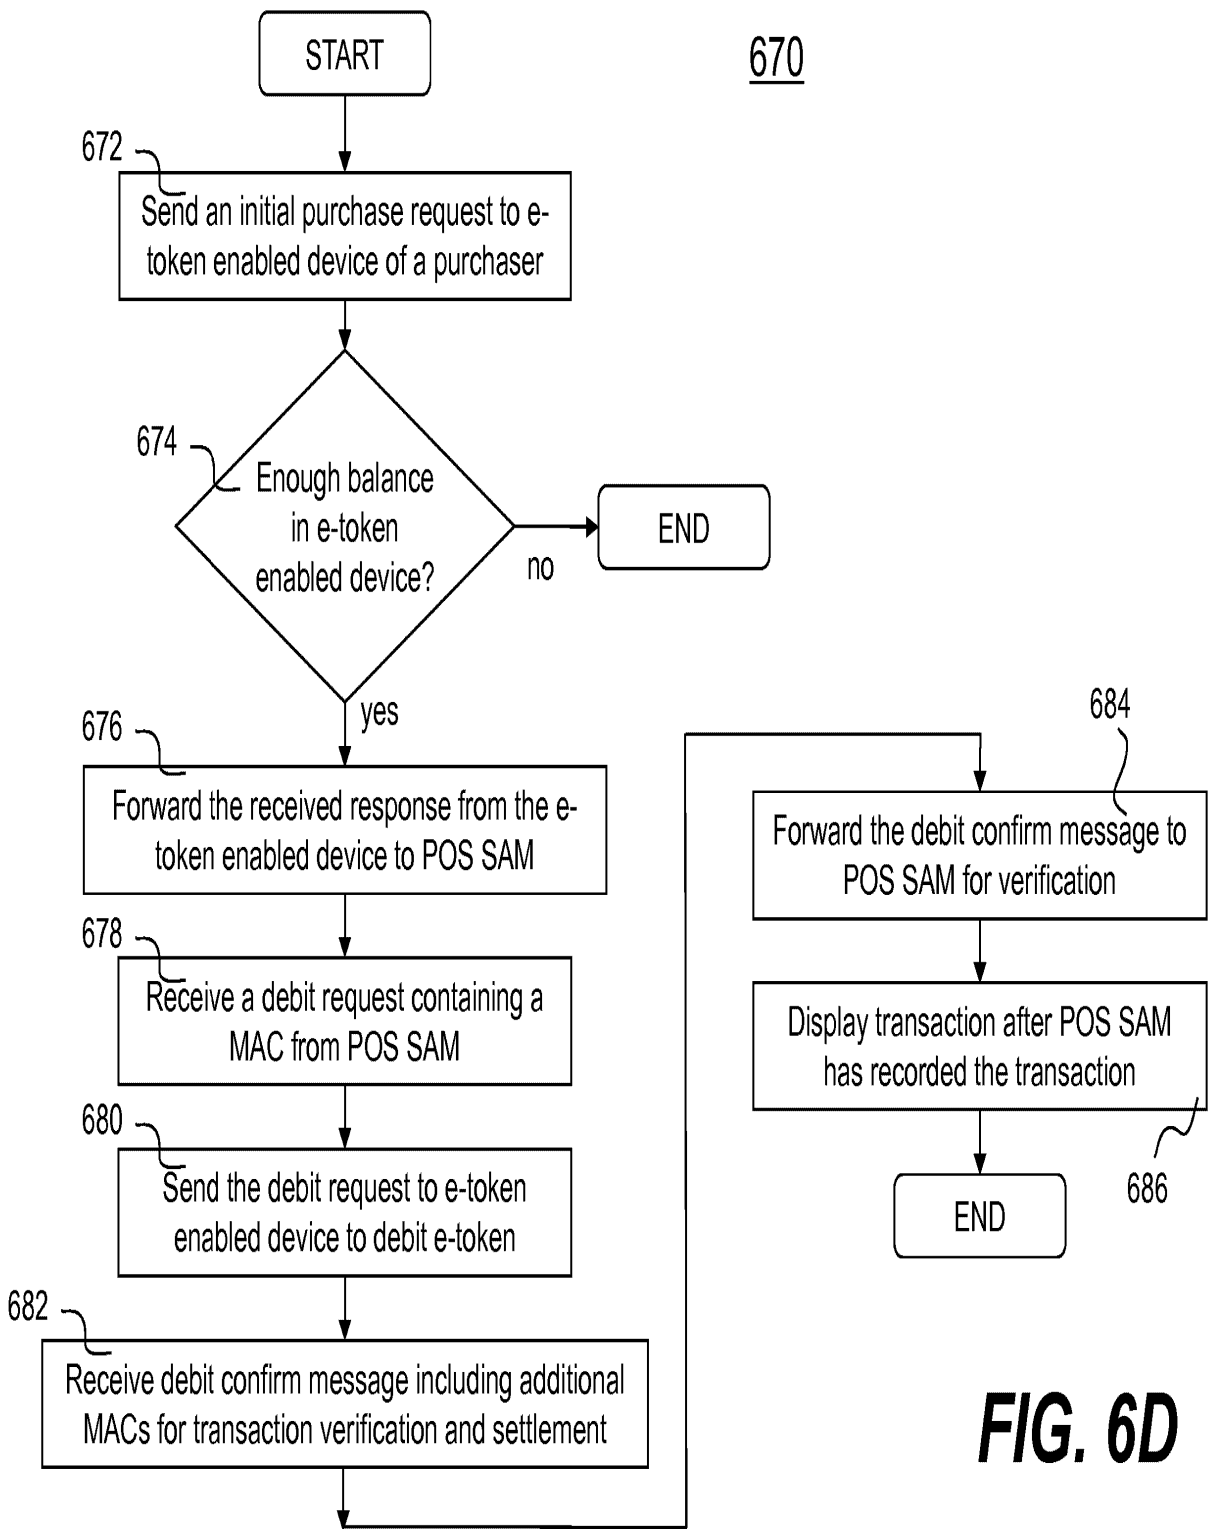 START
670
672
Send an initial purchase request to e-
token enabled device of a purchaser
674
Enough balance
in e-token
enabled device?
no
END
yes
676
Forward the received response from the e-
token enabled device to POS SAM
678
Receive a debit request containing a
MAC from POS SAM
680
Send the debit request to e-token
enabled device to debit e-token
682
Receive debit confirm message including additional
MACs for transaction verification and settlement
684
Forward the debit confirm message to
POS SAM for verification
Display transaction after POS SAM
has recorded the transaction
686
END
FIG. 6D